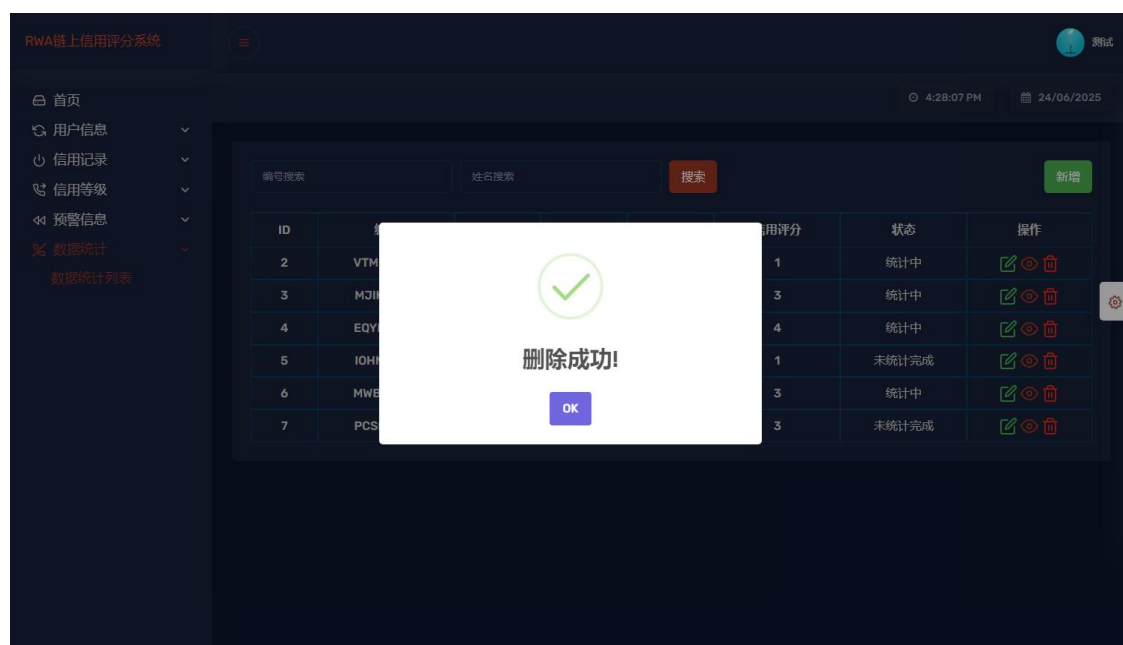 RWA链上信用评分系统
测试
首页
4:28:07 PM 24/06/2025
用户信息
信用记录
信用等级
预警信息
数据统计
数据统计列表
编号搜索 姓名搜索 搜索 新增
ID 用评分 状态 操作
2 VTM 1 统计中
3 MJI 3 统计中
4 EQY 4 统计中
5 IOH 1 未统计完成
6 MWE 3 统计中
7 PCS 3 未统计完成
删除成功!
OK